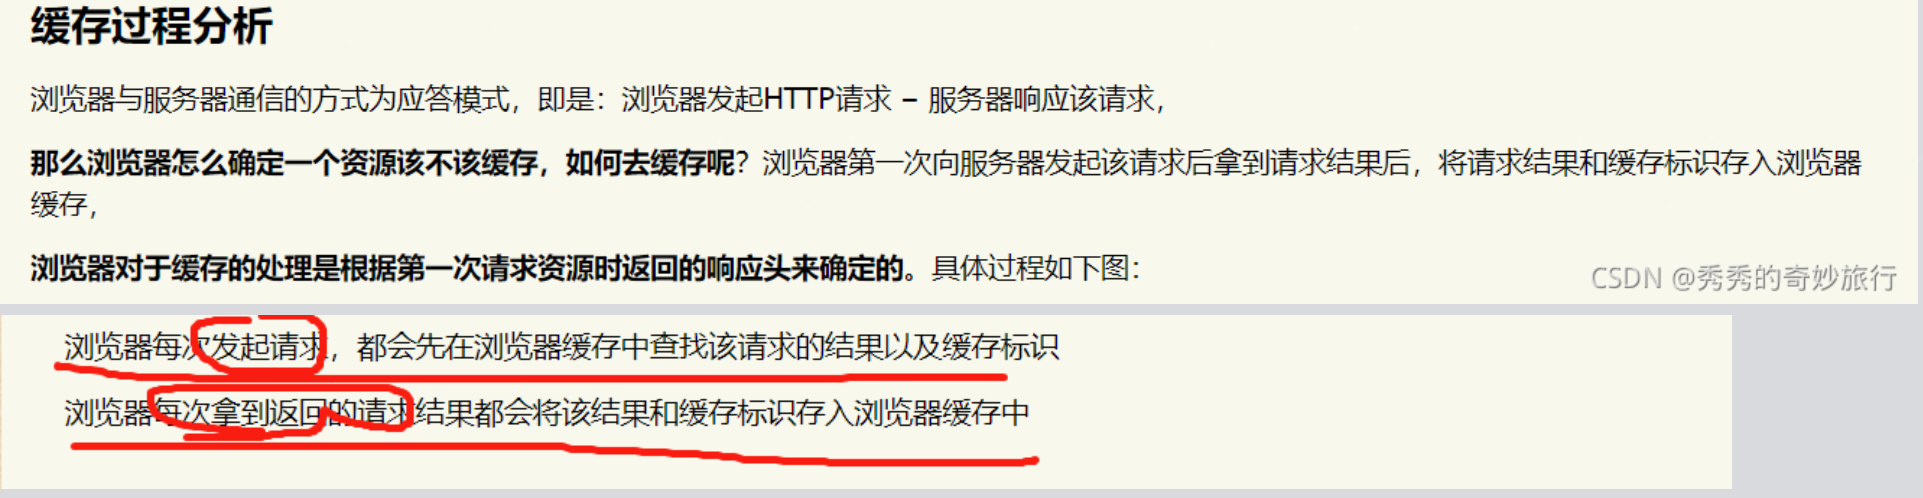 缓存过程分析
浏览器与服务器通信的方式为应答模式，即是：浏览器发起HTTP请求 – 服务器响应该请求，
那么浏览器怎么确定一个资源该不该缓存，如何去缓存呢？浏览器第一次向服务器发起该请求后拿到请求结果后，将请求结果和缓存标识存入浏览器
缓存，
浏览器对于缓存的处理是根据第一次请求资源时返回的响应头来确定的。具体过程如下图：
CSDN @秀秀的奇妙旅行
浏览器每次发起请求，都会先在浏览器缓存中查找该请求的结果以及缓存标识
浏览器每次拿到返回的请求结果都会将该结果和缓存标识存入浏览器缓存中